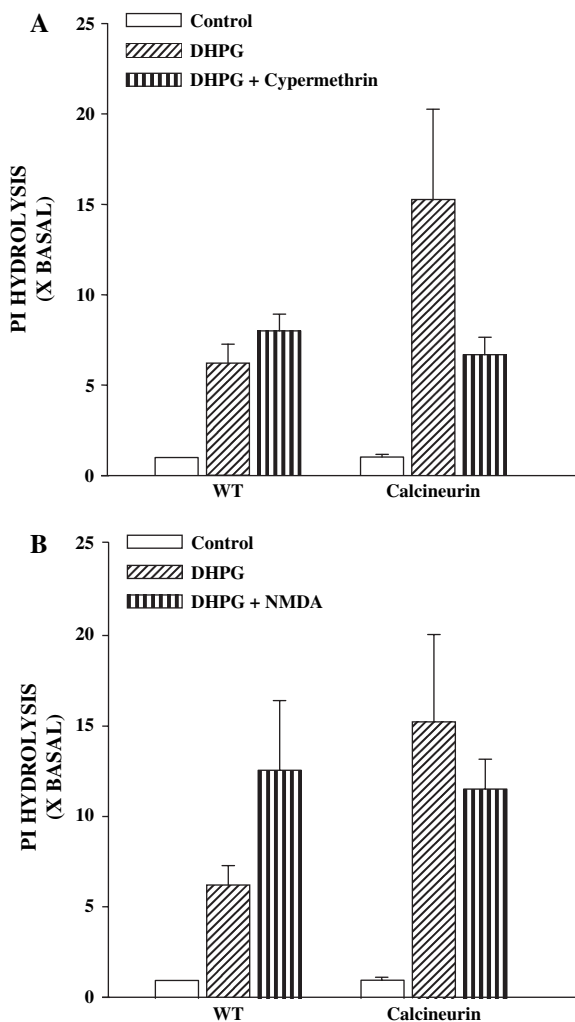 A
Control
DHPG
DHPG + Cypermethrin
PI HYDROLYSIS
(X BASAL)
25
20
15
10
5
0
WT
Calcineurin
B
Control
DHPG
DHPG + NMDA
PI HYDROLYSIS
(X BASAL)
25
20
15
10
5
0
WT
Calcineurin